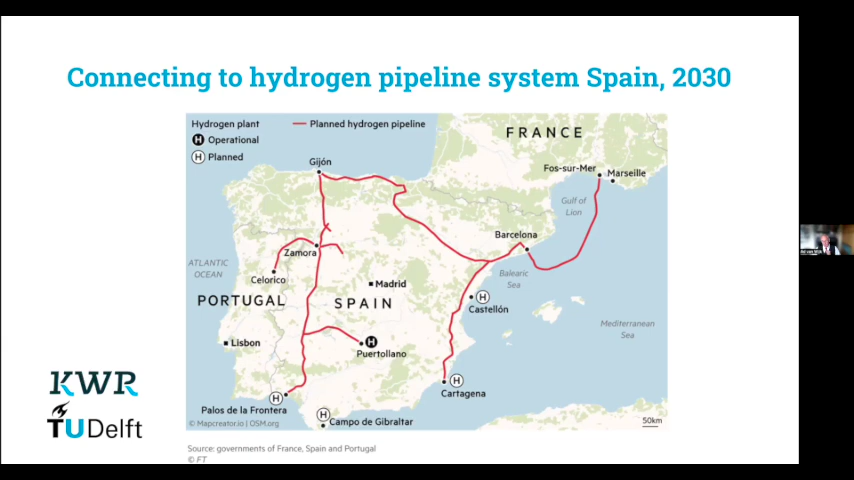 Connecting to hydrogen pipeline system Spain, 2030
Hydrogen plant
Planned hydrogen pipeline
H Operational
H Planned
FRANCE
Gijón
Fos-sur-Mer
Marseille
Gulf of
Lion
Barcelona
Zamora
ATLANTIC
OCEAN
Celorico
Balearic
Sea
Madrid
PORTUGAL
SPAIN
H
Castellón
Mediterranean
Sea
Lisbon
H
Puertollano
H
Cartagena
H
Palos de la Frontera
H
Campo de Gibraltar
© Mapcreator.io | OSM.org
50km
KWR
TUDelft
Source: governments of France, Spain and Portugal
© FT